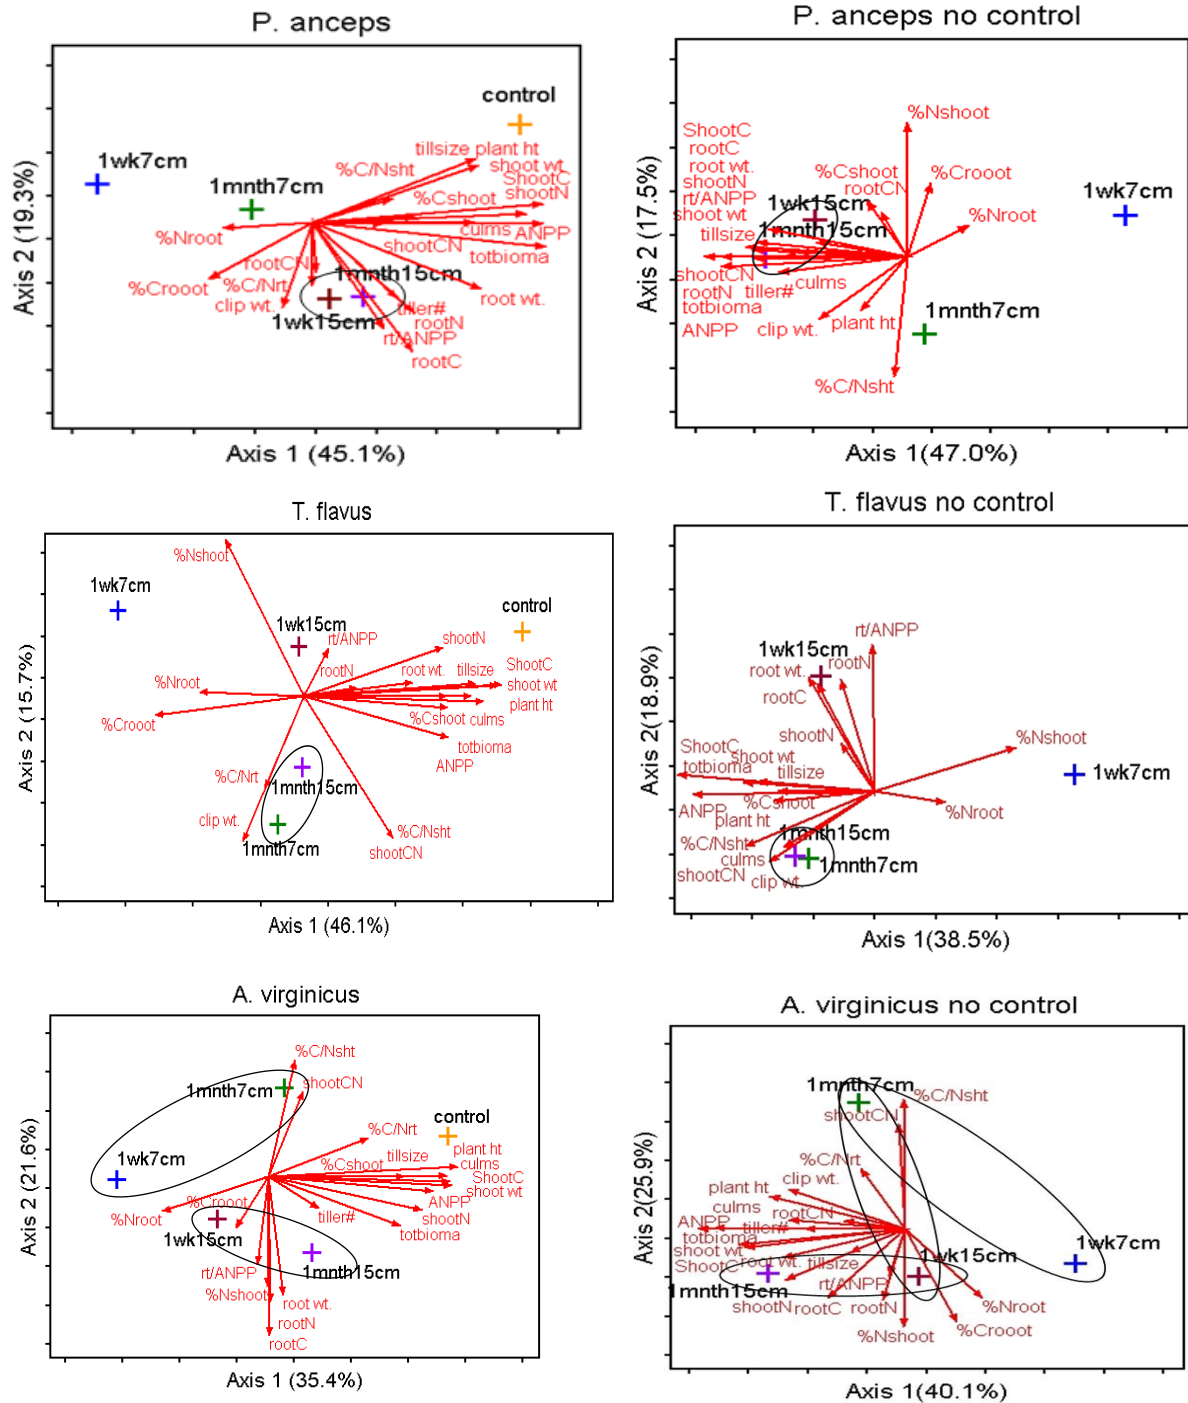 P. anceps
control
1wk7cm
1mnth7cm
%C/Nsht
tillsize plant ht
shoot wt.
ShootC
shootN
%Cshoot
culms ANPP
%Nroot
shootCN
totbioma
rootCN
%Crooot
%C/Nrt
1mnth15cm
root wt.
clip wt.
tiller#
1wk15cm
rootN
rt/ANPP
rootC
Axis 2 (19.3%)
Axis 1 (45.1%)
P. anceps no control
%Nshoot
ShootC
rootC
root wt.
shootN
rt/ANPP
shoot wt
tillsize
%Cshoot
rootCN
%Crooot
1wk15cm
1wk7cm
%Nroot
1mnth15cm
shootCN
rootN
totbioma
ANPP
tiller#
culms
clip wt.
plant ht
1mnth7cm
%C/Nsht
Axis 2 (17.5%)
Axis 1(47.0%)
T. flavus
%Nshoot
1wk7cm
1wk15cm
control
rt/ANPP
shootN
rootN
root wt.
tillsize
ShootC
shoot wt
%Nroot
plant ht
%Crooot
%Cshoot culms
totbioma
ANPP
%C/Nrt
1mnth15cm
clip wt.
1mnth7cm
%C/Nsht
shootCN
Axis 2 (15.7%)
Axis 1 (46.1%)
T. flavus no control
rt/ANPP
1wk15cm
root wt.
rootN
rootC
shootN
%Nshoot
ShootC
shoot wt
totbioma
tillsize
1wk7cm
%Cshoot
%Nroot
ANPP
plant ht
1mnth15cm
%C/Nsht
culms
1mnth7cm
shootCN
clip wt.
Axis 2(18.9%)
Axis 1(38.5%)
A. virginicus
%C/Nsht
1mnth7cm
shootCN
control
%C/Nrt
plant ht
tillsize
culms
1wk7cm
%Cshoot
ShootC
shoot wt
%Crooot
ANPP
%Nroot
tiller#
shootN
totbioma
1wk15cm
1mnth15cm
rt/ANPP
%Nshoot
root wt.
rootN
rootC
Axis 2 (21.6%)
Axis 1 (35.4%)
A. virginicus no control
1mnth7cm
%C/Nsht
shootCN
%C/Nrt
clip wt.
plant ht
culms
rootCN
ANPP
tiller#
totbioma
shoot wt
1wk7cm
ShootC
root wt.
tillsize
1wk15cm
1mnth15cm
rt/ANPP
shootN
rootC
rootN
%Nroot
%Nshoot
%Crooot
Axis 2(25.9%)
Axis 1(40.1%)